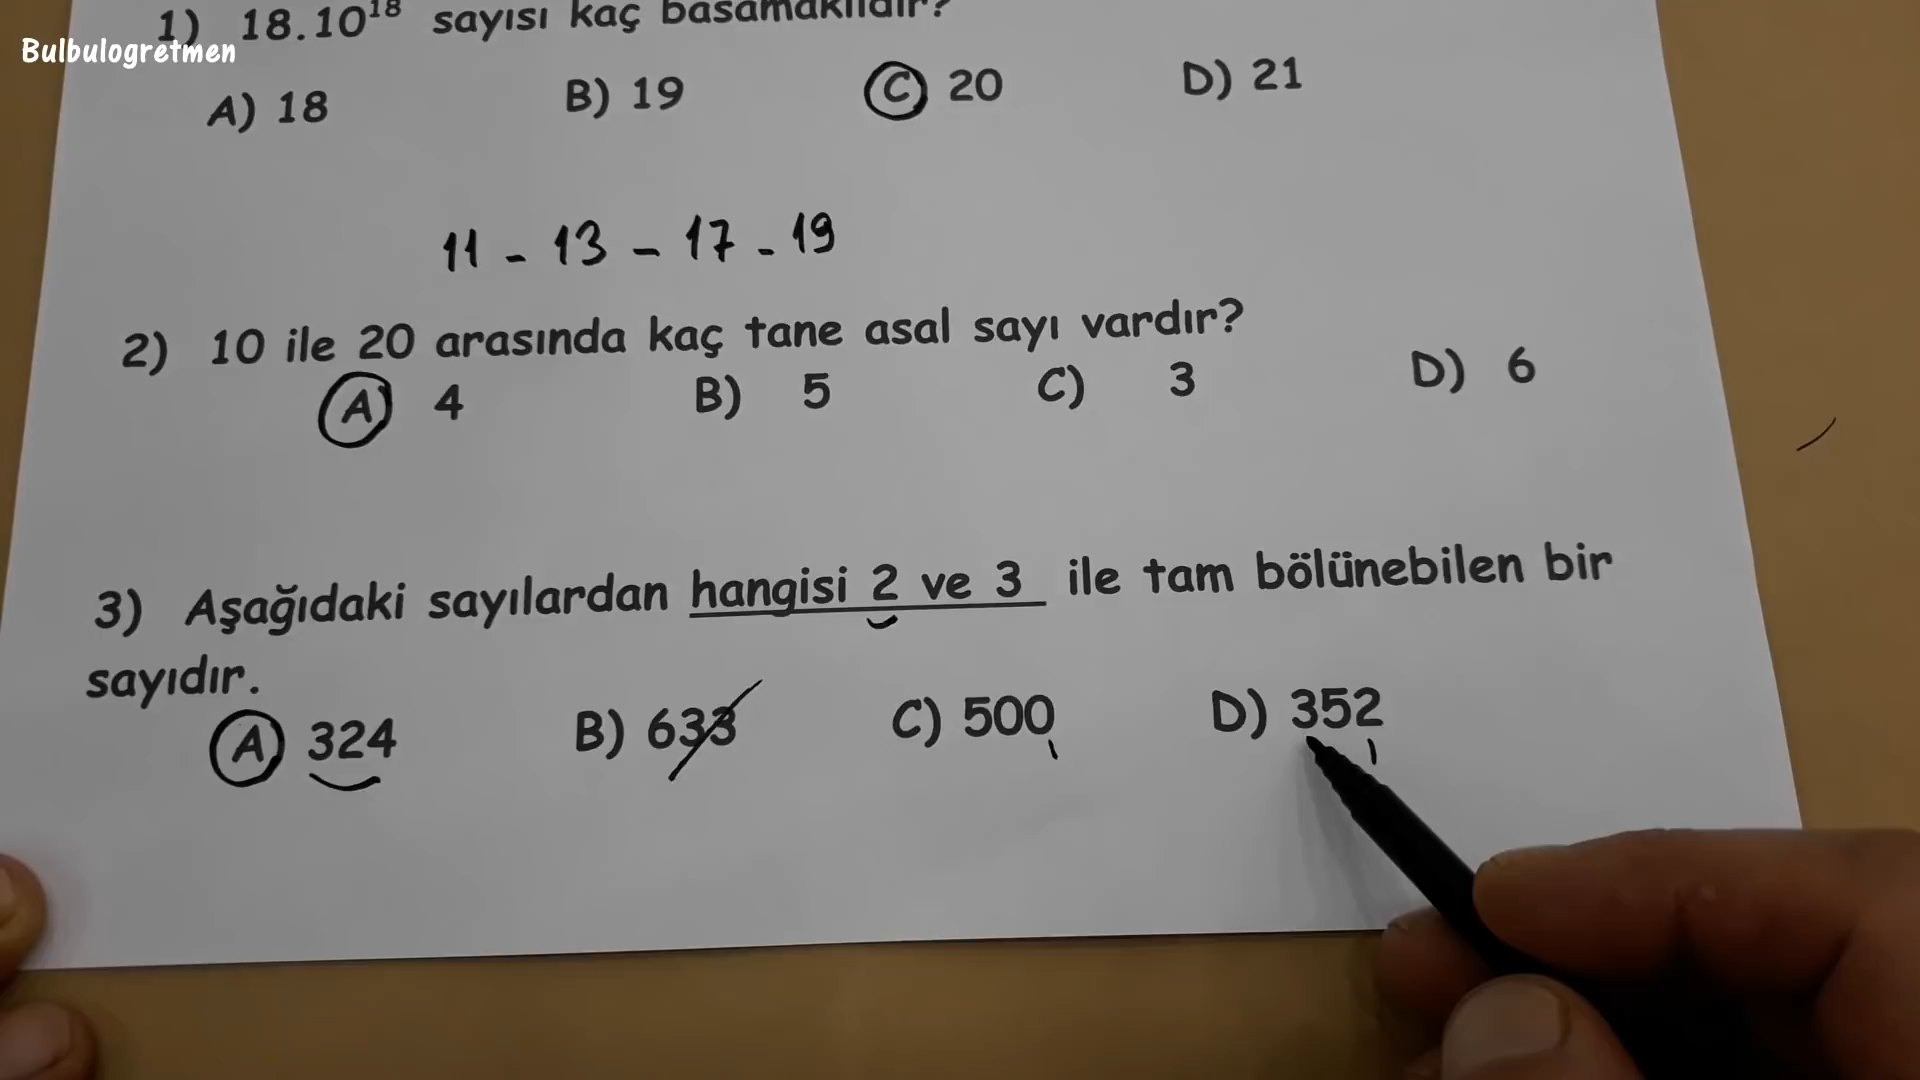 1) 18.10¹⁸ sayısı kaç basamaklıdır?
Bulbulogretmen
A) 18 B) 19 C) 20 D) 21
11 - 13 - 17 - 19
2) 10 ile 20 arasında kaç tane asal sayı vardır?
A) 4 B) 5 C) 3 D) 6
3) Aşağıdaki sayılardan hangisi 2 ve 3 ile tam bölünebilen bir
sayıdır.
A) 324 B) 633 C) 500 D) 352